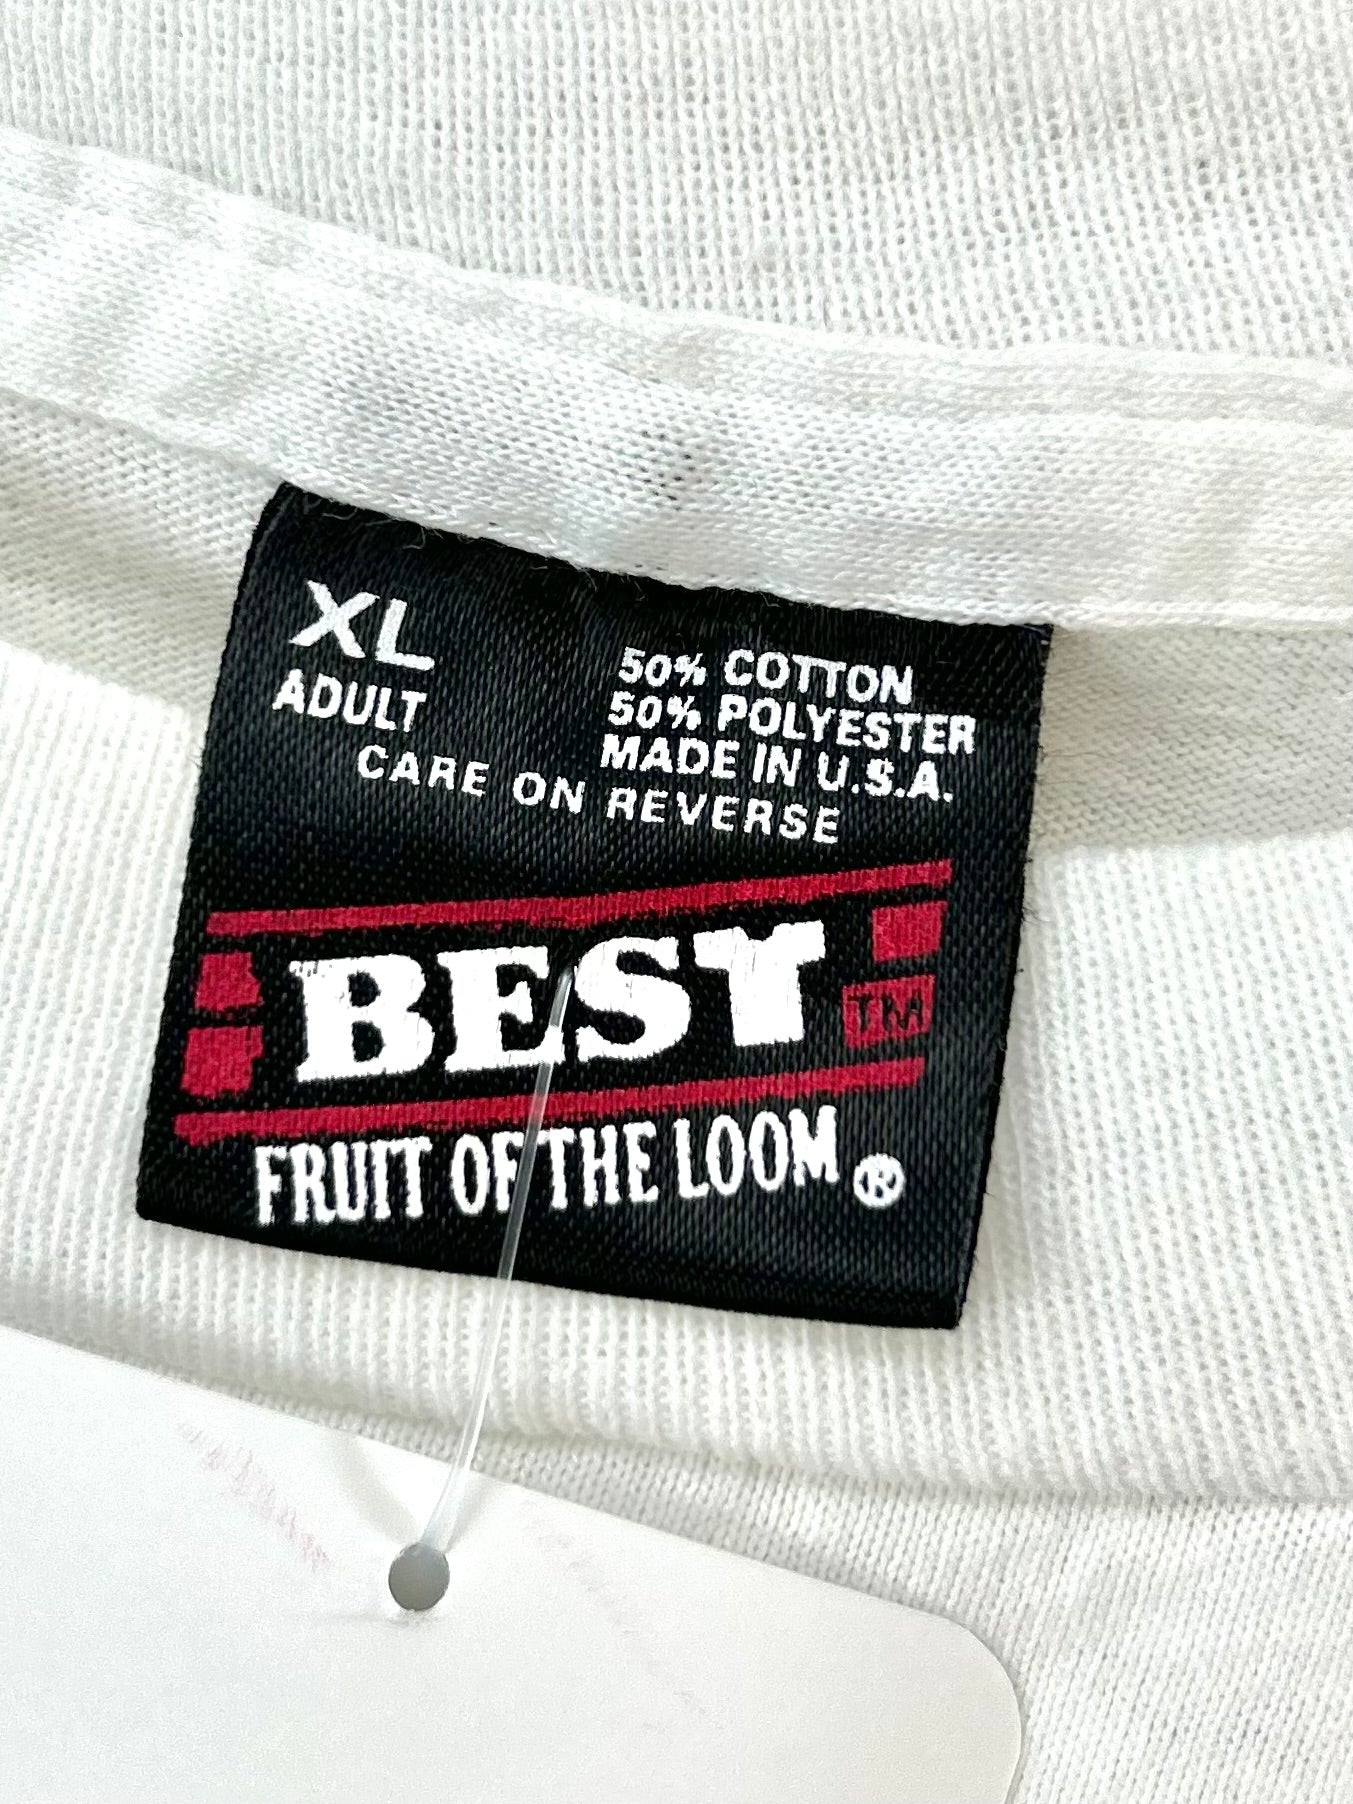 XL
ADULT
50% COTTON
50% POLYESTER
MADE IN U.S.A.
CARE ON REVERSE
BEST TM
FRUIT OF THE LOOM ®